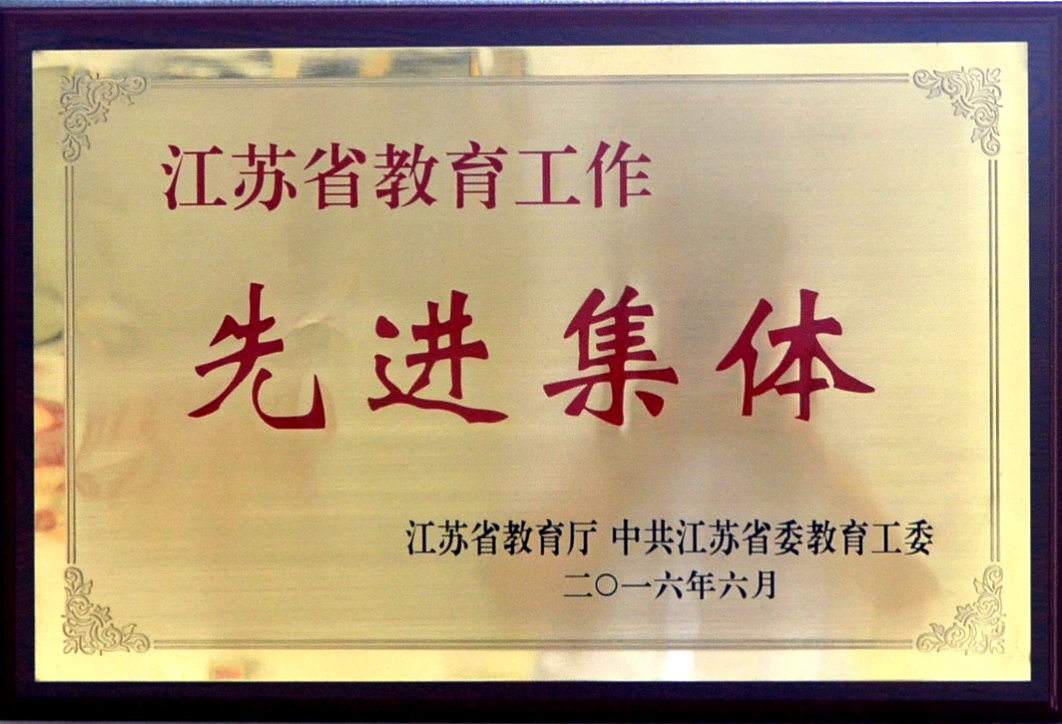 江苏省教育工作
先进集体
江苏省教育厅 中共江苏省委教育工委
二〇一六年六月